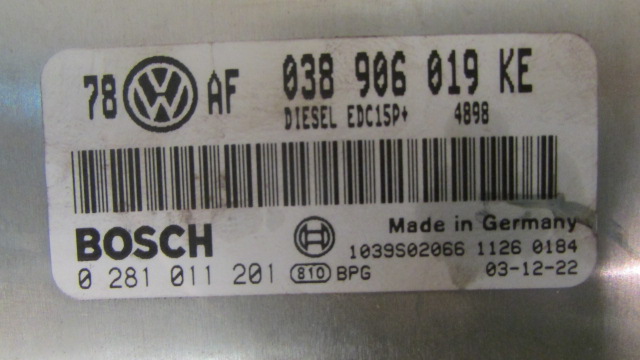 78 VW AF 038 906 019 KE
DIESEL EDC15P+ 4898
BOSCH Made in Germany
1039S02066 1126 0184
0 281 011 201 810 BPG 03-12-22